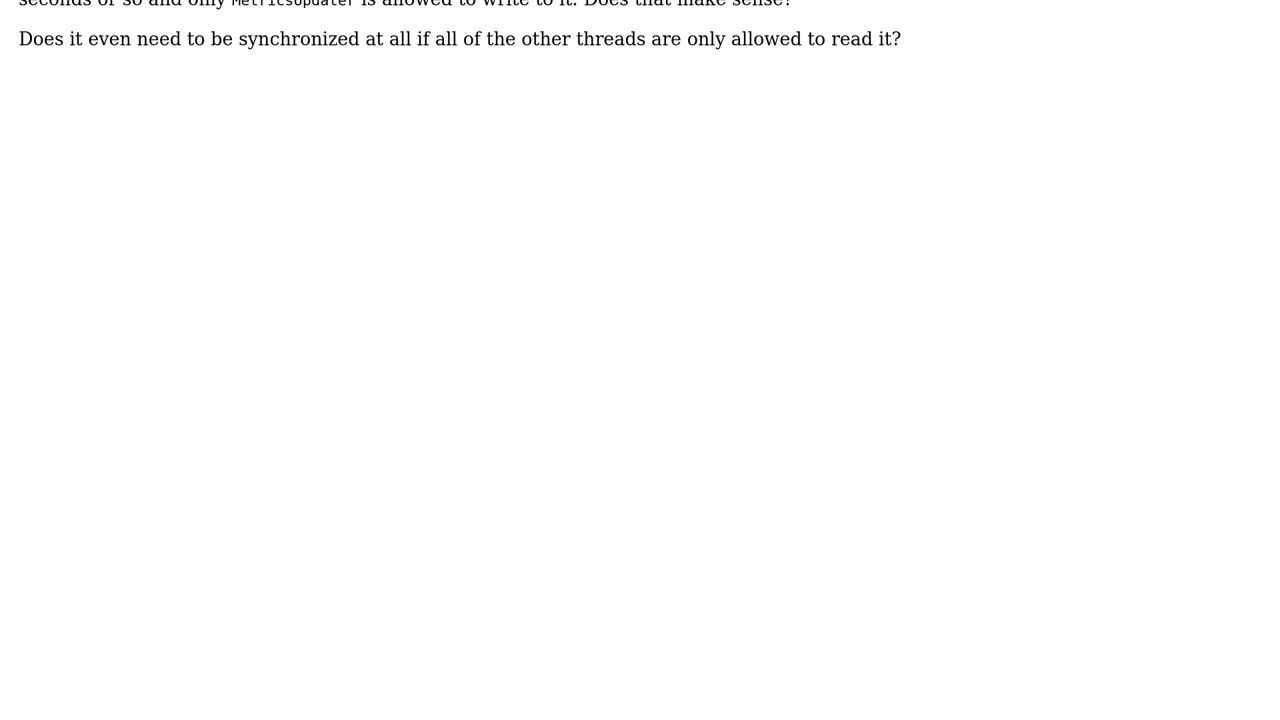 seconds or so and only MetricsUpdater is allowed to write to it. Does that make sense?
Does it even need to be synchronized at all if all of the other threads are only allowed to read it?